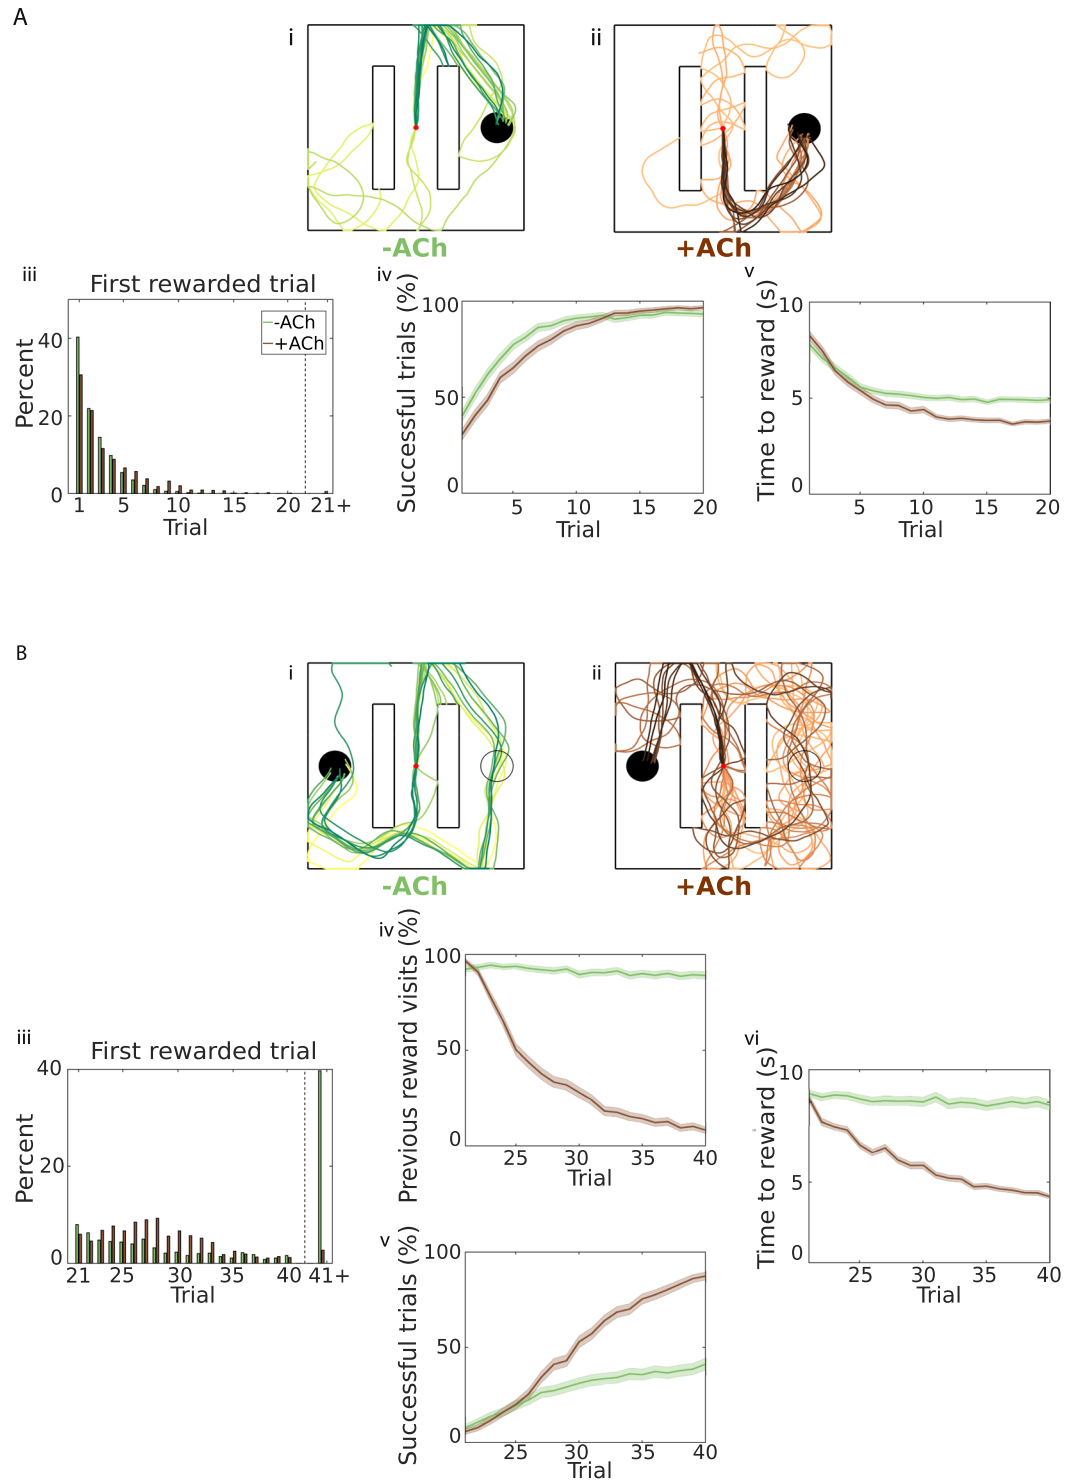 A
i
ii
-ACh
+ACh
iii
First rewarded trial
Percent
40
20
0
-ACh
+ACh
1
5
10
15
20
21+
Trial
iv
Successful trials (%)
100
50
0
5
10
15
20
Trial
v
Time to reward (s)
10
5
0
5
10
15
20
Trial
B
i
ii
-ACh
+ACh
iii
First rewarded trial
Percent
40
20
0
21
25
30
35
40
41+
Trial
iv
Previous reward visits (%)
100
50
0
25
30
35
40
Trial
v
Successful trials (%)
100
50
0
25
30
35
40
Trial
vi
Time to reward (s)
10
5
0
25
30
35
40
Trial